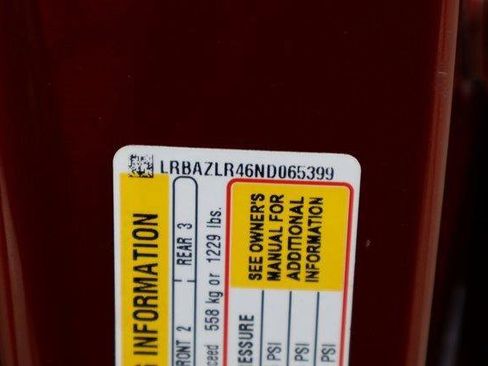 LRBAZLR46ND065399
INFORMATION
RONT 2 REAR 3
ceed 558 kg or 1229 lbs.
SEE OWNER'S
MANUAL FOR
ADDITIONAL
INFORMATION
ESSURE
PSI
PSI
PSI